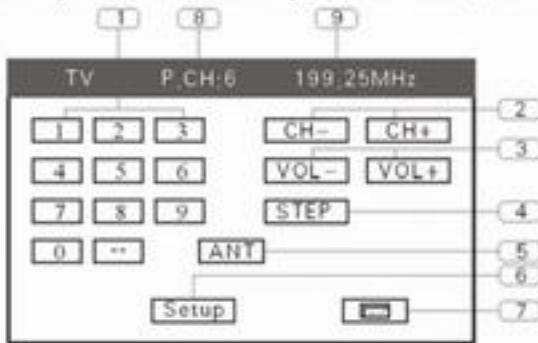 1 8 9
TV P.CH:6 199:25MHz
1 2 3 CH- CH+ 2
4 5 6 VOL- VOL+ 3
7 8 9 STEP 4
0 -- ANT 5
6
Setup 7